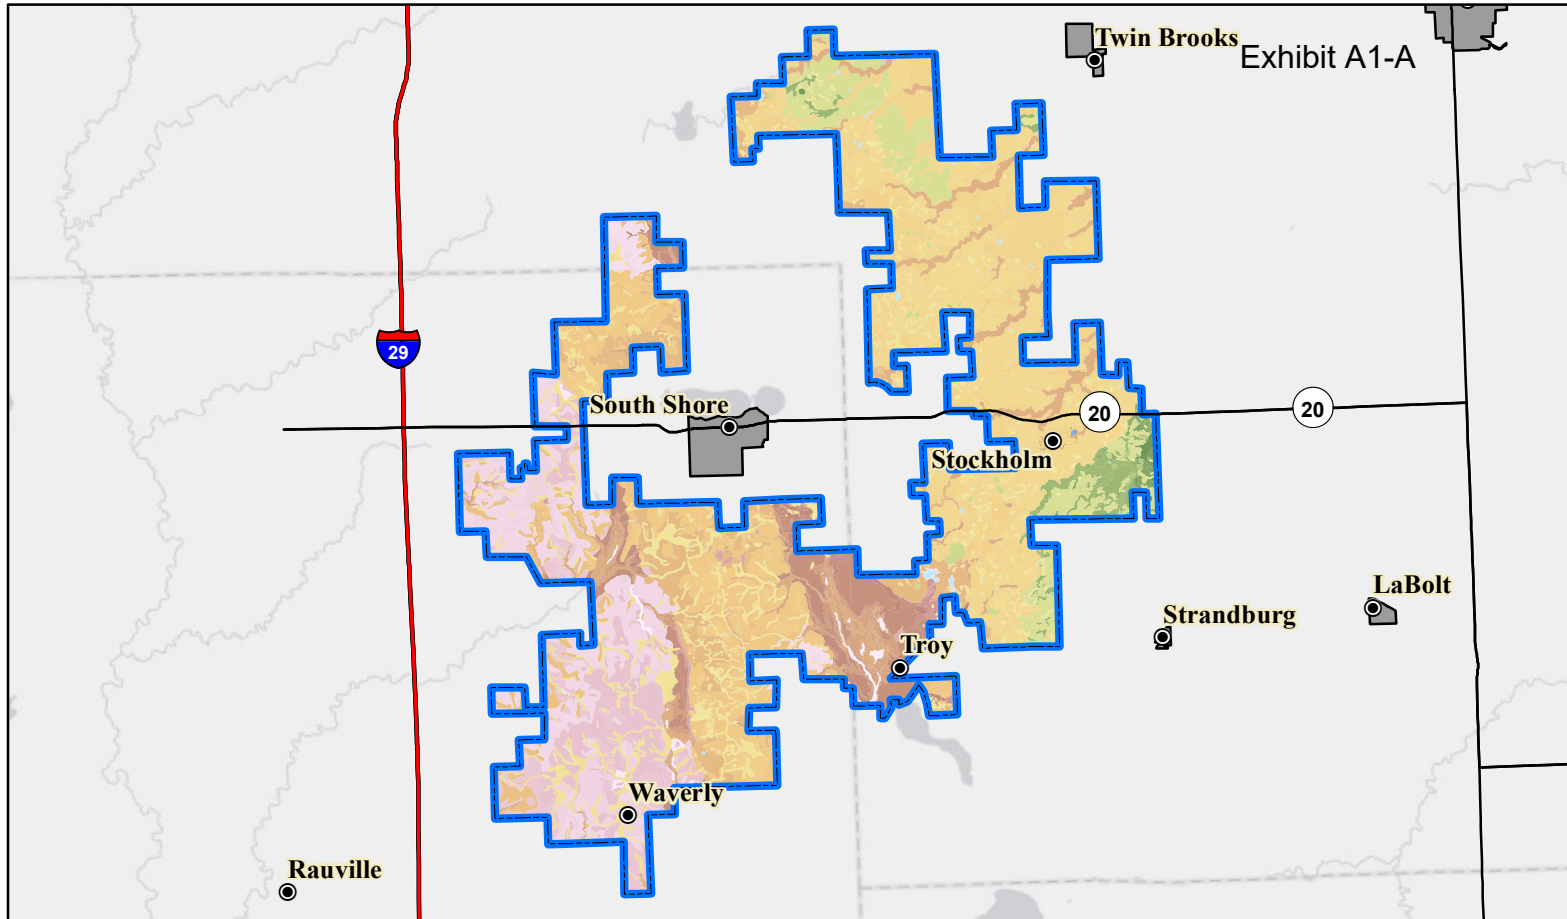 Twin Brooks
Exhibit A1-A
29
South Shore
20
20
Stockholm
LaBolt
Strandburg
Troy
Waverly
Rauville